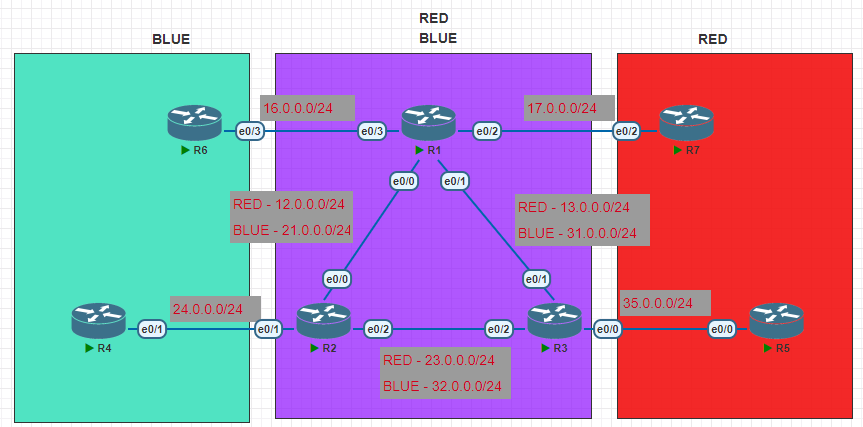 RED
BLUE
BLUE
RED
16.0.0.0/24
17.0.0.0/24
e0/3
e0/3
e0/2
e0/2
R6
R1
R7
e0/0
e0/1
RED - 12.0.0.0/24
BLUE - 21.0.0.0/24
RED - 13.0.0.0/24
BLUE - 31.0.0.0/24
e0/0
e0/1
24.0.0.0/24
35.0.0.0/24
e0/1
e0/1
e0/2
e0/2
e0/0
e0/0
R4
R2
R3
R5
RED - 23.0.0.0/24
BLUE - 32.0.0.0/24